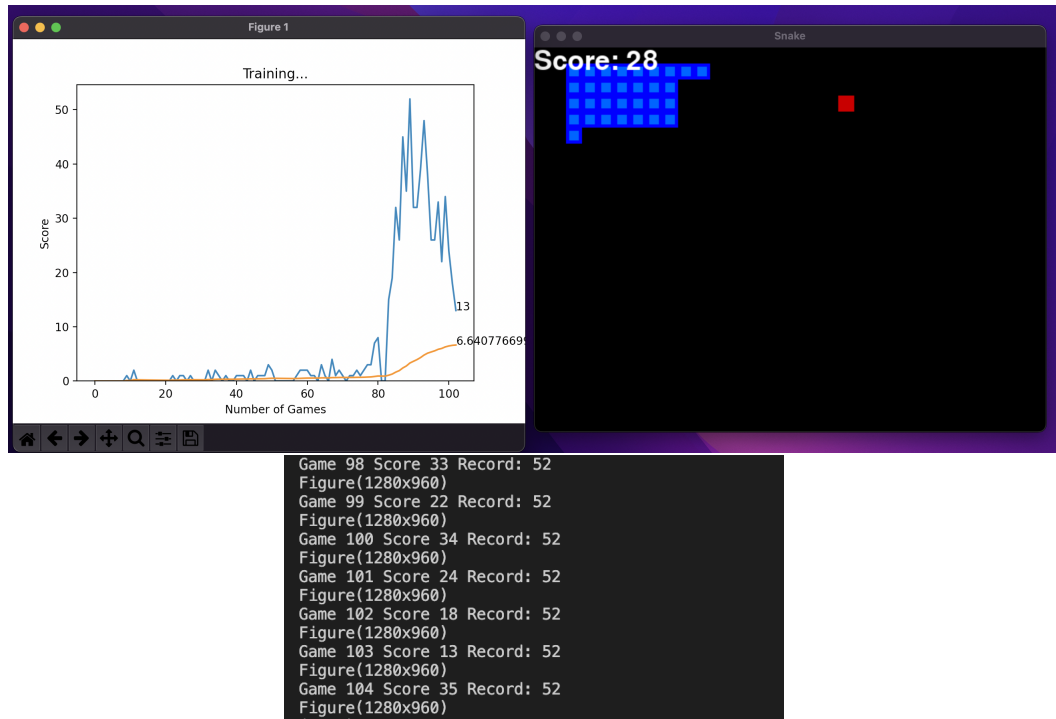 Figure 1
Training...
Score
50
40
30
20
10
0
13
6.640776699
0 20 40 60 80 100
Number of Games
Snake
Score: 28
Game 98 Score 33 Record: 52
Figure(1280x960)
Game 99 Score 22 Record: 52
Figure(1280x960)
Game 100 Score 34 Record: 52
Figure(1280x960)
Game 101 Score 24 Record: 52
Figure(1280x960)
Game 102 Score 18 Record: 52
Figure(1280x960)
Game 103 Score 13 Record: 52
Figure(1280x960)
Game 104 Score 35 Record: 52
Figure(1280x960)